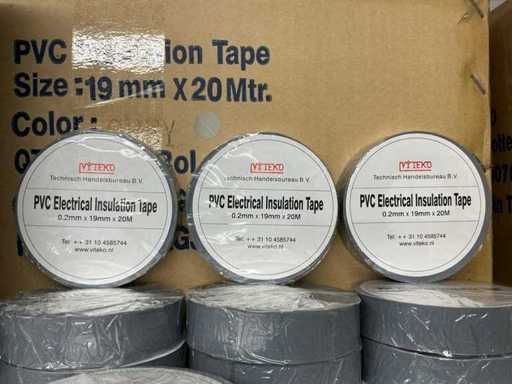 PVC
tion Tape
Size :19 mm X 20 Mtr.
Color :
VITEKO
Technisch Handelsbureau B.V.
PVC Electrical Insulation Tape
0.2mm x 19mm x 20M
Tel: ++ 31 10 4585744
www.viteko.nl
VITEKO
Technisch Handelsbureau B.V.
PVC Electrical Insulation Tape
0.2mm x 19mm x 20M
Tel: ++ 31 10 4585744
www.viteko.nl
VITEKO
Technisch Handelsbureau B.V.
PVC Electrical Insulation Tape
0.2mm x 19mm x 20M
Tel: ++ 31 10 4585744
www.viteko.nl